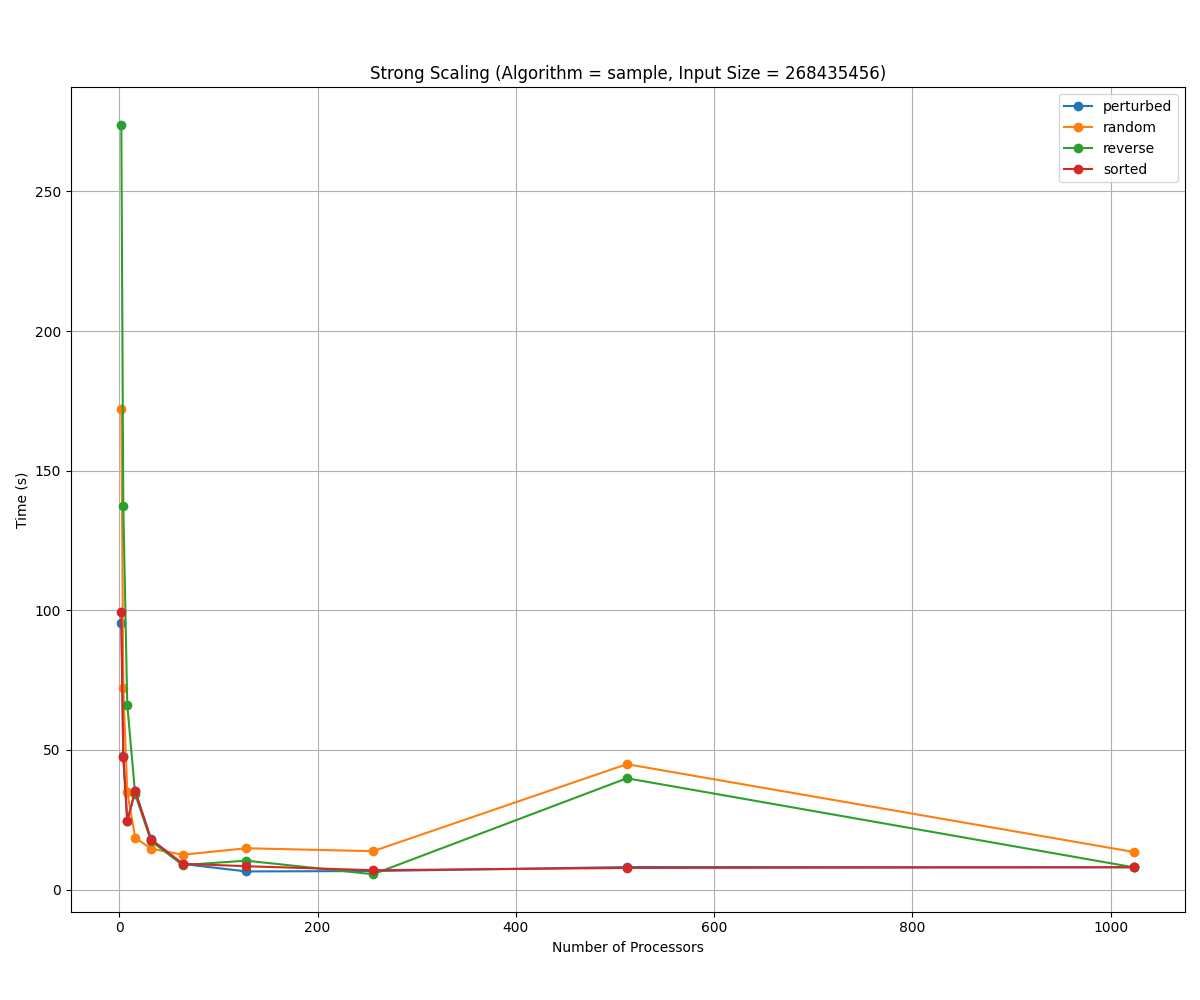 Strong Scaling (Algorithm = sample, Input Size = 268435456)
perturbed
random
reverse
sorted
Time (s)
250
200
150
100
50
0
0 200 400 600 800 1000
Number of Processors